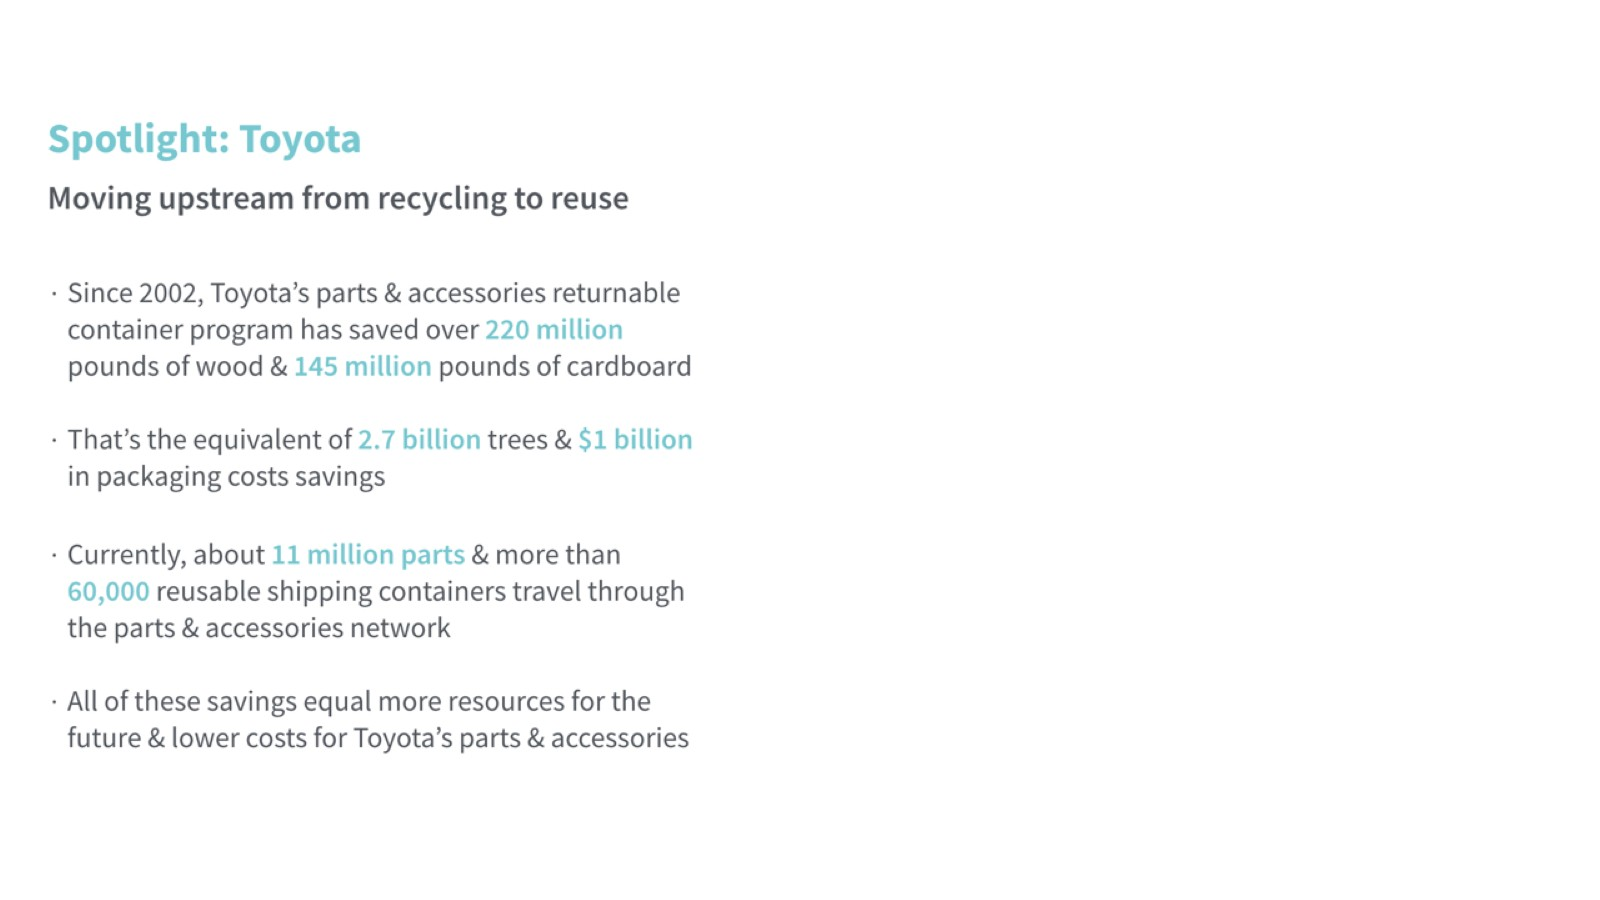 Spotlight: Toyota
Moving upstream from recycling to reuse
· Since 2002, Toyota’s parts & accessories returnable
container program has saved over 220 million
pounds of wood & 145 million pounds of cardboard
· That’s the equivalent of 2.7 billion trees & $1 billion
in packaging costs savings
· Currently, about 11 million parts & more than
60,000 reusable shipping containers travel through
the parts & accessories network
· All of these savings equal more resources for the
future & lower costs for Toyota’s parts & accessories